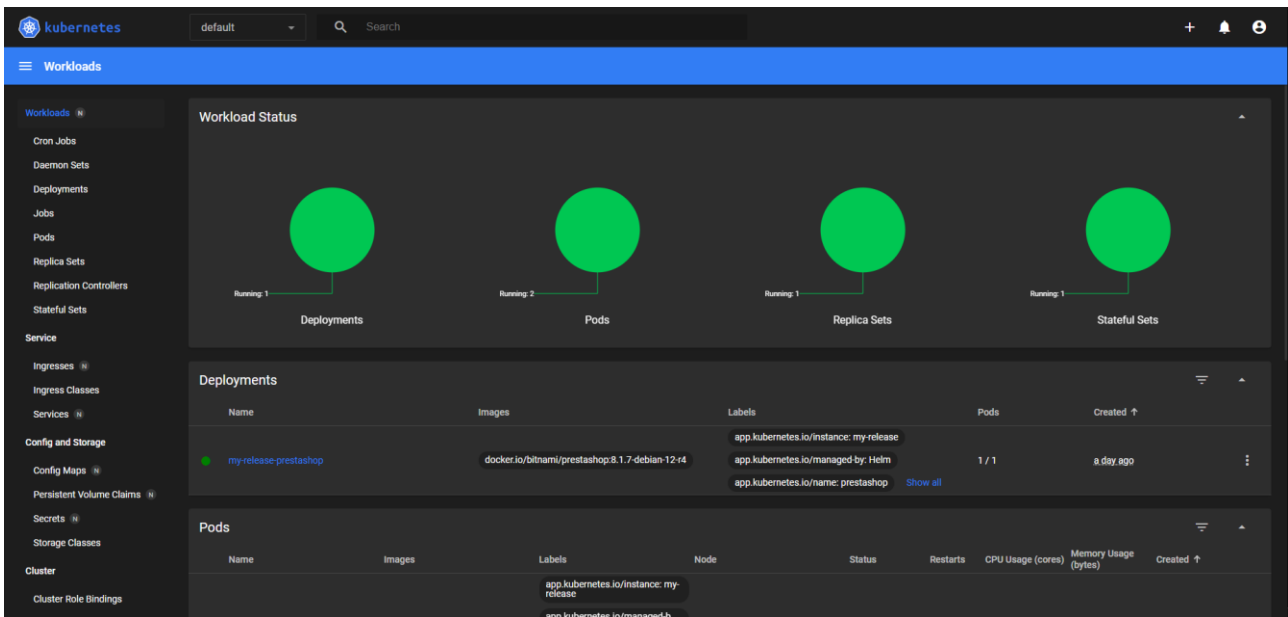 kubernetes
default
Search
Workloads
Workloads N
Cron Jobs
Daemon Sets
Deployments
Jobs
Pods
Replica Sets
Replication Controllers
Stateful Sets
Service
Ingresses N
Ingress Classes
Services N
Config and Storage
Config Maps N
Persistent Volume Claims N
Secrets N
Storage Classes
Cluster
Cluster Role Bindings
Workload Status
Running: 1
Deployments
Running: 2
Pods
Running: 1
Replica Sets
Running: 1
Stateful Sets
Deployments
Name Images Labels Pods Created ↑
my-release-prestashop docker.io/bitnami/prestashop:8.1.7-debian-12-r4
app.kubernetes.io/instance: my-release
app.kubernetes.io/managed-by: Helm
app.kubernetes.io/name: prestashop Show all
1 / 1 a day ago
Pods
Name Images Labels Node Status Restarts CPU Usage (cores) Memory Usage (bytes) Created ↑
app.kubernetes.io/instance: my-
release
app.kubernetes.io/managed-b